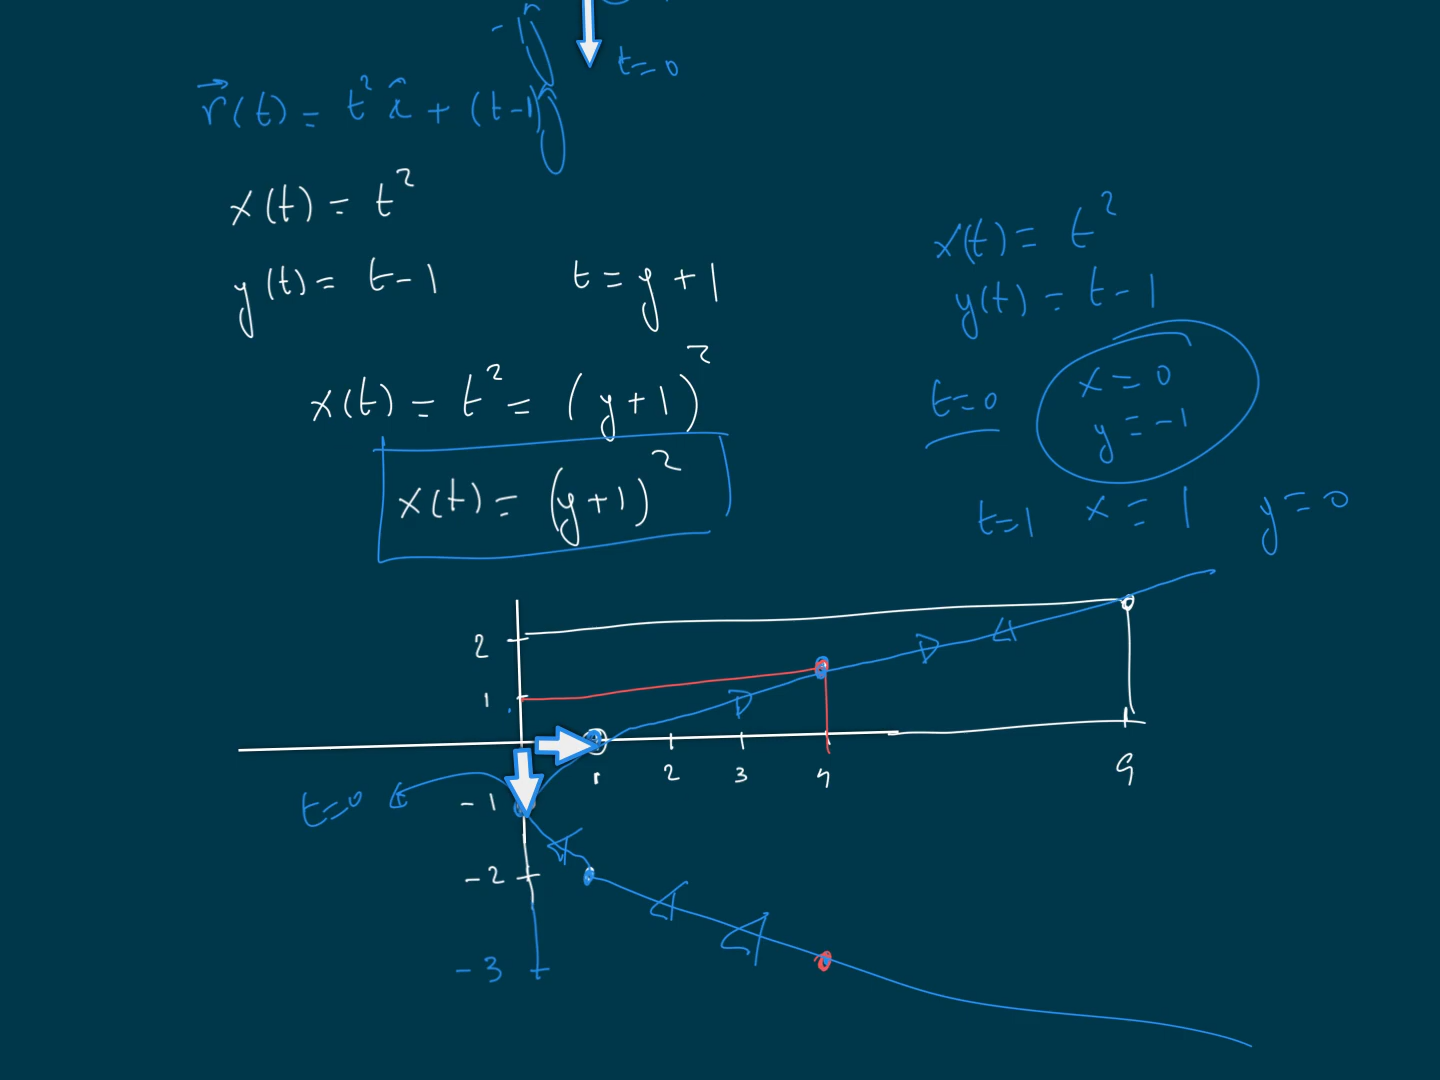 -1ĵ
t=0
r⃗(t) = t² î + (t-1)ĵ
x(t) = t²
y(t) = t-1    t = y+1
x(t) = t² = (y+1)²
x(t) = (y+1)²
x(t) = t²
y(t) = t-1
t=0    x=0
y=-1
t=1    x=1    y=0
2
1
1 2 3 4 9
t=0
-1
-2
-3